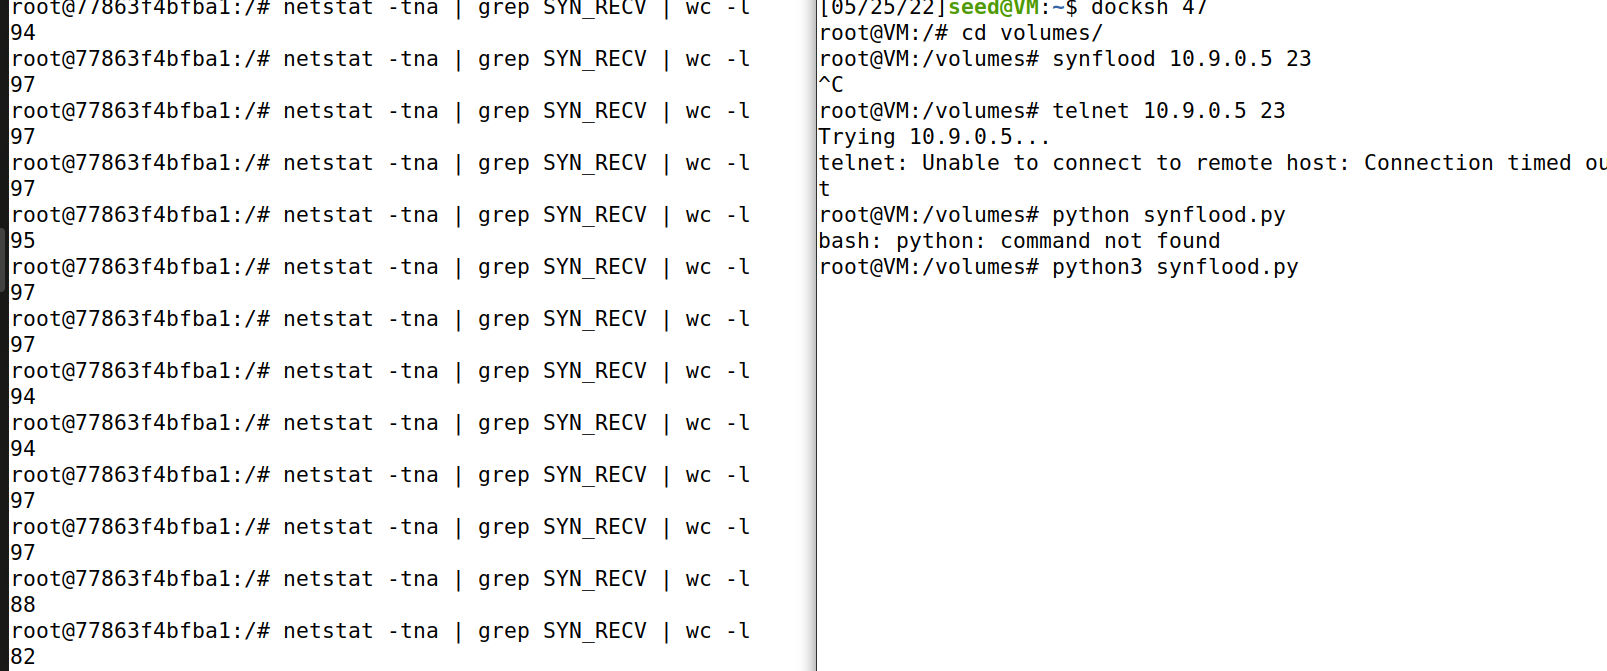 root@77863f4bfba1:/# netstat -tna | grep SYN_RECV | wc -l
94
root@77863f4bfba1:/# netstat -tna | grep SYN_RECV | wc -l
97
root@77863f4bfba1:/# netstat -tna | grep SYN_RECV | wc -l
97
root@77863f4bfba1:/# netstat -tna | grep SYN_RECV | wc -l
97
root@77863f4bfba1:/# netstat -tna | grep SYN_RECV | wc -l
95
root@77863f4bfba1:/# netstat -tna | grep SYN_RECV | wc -l
97
root@77863f4bfba1:/# netstat -tna | grep SYN_RECV | wc -l
97
root@77863f4bfba1:/# netstat -tna | grep SYN_RECV | wc -l
94
root@77863f4bfba1:/# netstat -tna | grep SYN_RECV | wc -l
94
root@77863f4bfba1:/# netstat -tna | grep SYN_RECV | wc -l
97
root@77863f4bfba1:/# netstat -tna | grep SYN_RECV | wc -l
97
root@77863f4bfba1:/# netstat -tna | grep SYN_RECV | wc -l
88
root@77863f4bfba1:/# netstat -tna | grep SYN_RECV | wc -l
82
[05/25/22]seed@VM:~$ docksh 47
root@VM:/# cd volumes/
root@VM:/volumes# synflood 10.9.0.5 23
^C
root@VM:/volumes# telnet 10.9.0.5 23
Trying 10.9.0.5...
telnet: Unable to connect to remote host: Connection timed ou
t
root@VM:/volumes# python synflood.py
bash: python: command not found
root@VM:/volumes# python3 synflood.py